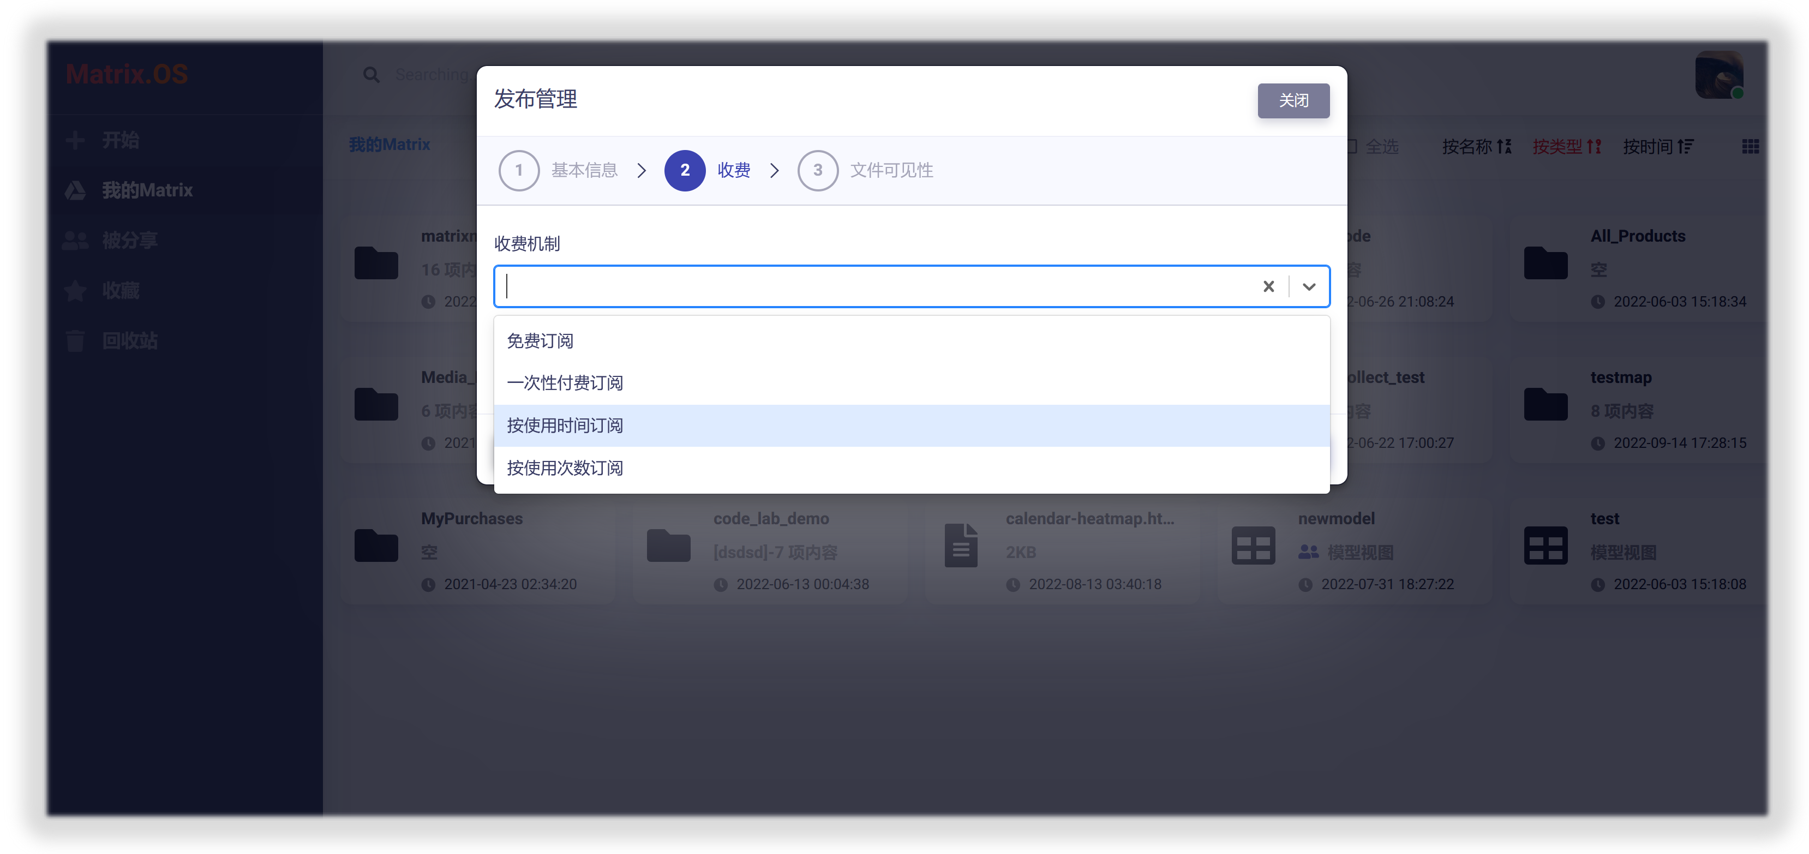 Matrix.OS
Searching
开始
我的Matrix
被分享
收藏
回收站
我的Matrix
全选
按名称
按类型
按时间
发布管理
关闭
1 基本信息
2 收费
3 文件可见性
收费机制
免费订阅
一次性付费订阅
按使用时间订阅
按使用次数订阅
16 项内
2022
ode
容
2-06-26 21:08:24
All_Products
空
2022-06-03 15:18:34
Media_
6 项内容
2021
ollect_test
容
2-06-22 17:00:27
testmap
8 项内容
2022-09-14 17:28:15
MyPurchases
空
2021-04-23 02:34:20
code_lab_demo
[dsdsd]-7 项内容
2022-06-13 00:04:38
calendar-heatmap.ht...
2KB
2022-08-13 03:40:18
newmodel
模型视图
2022-07-31 18:27:22
test
模型视图
2022-06-03 15:18:08